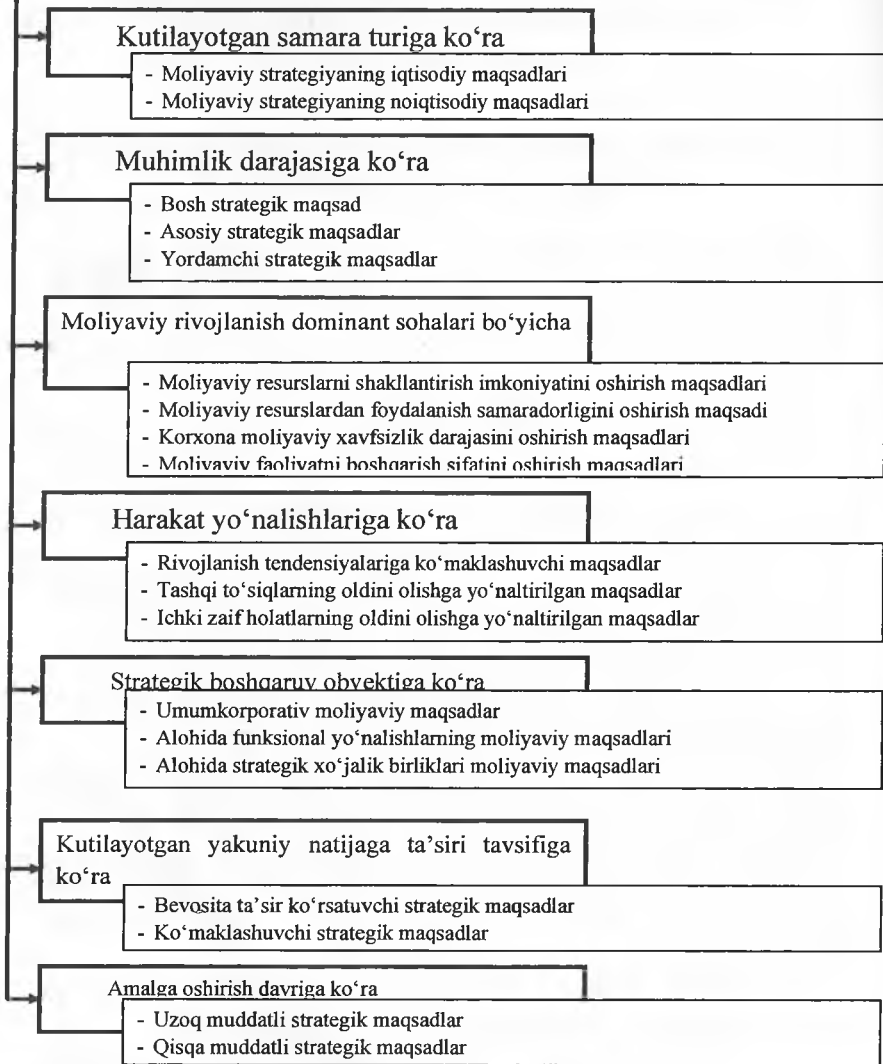 Kutilayotgan samara turiga ko‘ra
- Moliyaviy strategiyaning iqtisodiy maqsadlari
- Moliyaviy strategiyaning noiqtisodiy maqsadlari
Muhimlik darajasiga ko‘ra
- Bosh strategik maqsad
- Asosiy strategik maqsadlar
- Yordamchi strategik maqsadlar
Moliyaviy rivojlanish dominant sohalari bo‘yicha
- Moliyaviy resurslarni shakllantirish imkoniyatini oshirish maqsadlari
- Moliyaviy resurslardan foydalanish samaradorligini oshirish maqsadi
- Korxona moliyaviy xavfsizlik darajasini oshirish maqsadlari
- Moliyaviy faoliyatni boshqarish sifatini oshirish maqsadlari
Harakat yo‘nalishlariga ko‘ra
- Rivojlanish tendensiyalariga ko‘maklashuvchi maqsadlar
- Tashqi to‘siqlarning oldini olishga yo‘naltirilgan maqsadlar
- Ichki zaif holatlarning oldini olishga yo‘naltirilgan maqsadlar
Strategik boshqaruv obyektiga ko‘ra
- Umumkorporativ moliyaviy maqsadlar
- Alohida funksional yo‘nalishlarning moliyaviy maqsadlari
- Alohida strategik xo‘jalik birliklari moliyaviy maqsadlari
Kutilayotgan yakuniy natijaga ta’siri tavsifiga
ko‘ra
- Bevosita ta’sir ko‘rsatuvchi strategik maqsadlar
- Ko‘maklashuvchi strategik maqsadlar
Amalga oshirish davriga ko‘ra
- Uzoq muddatli strategik maqsadlar
- Qisqa muddatli strategik maqsadlar